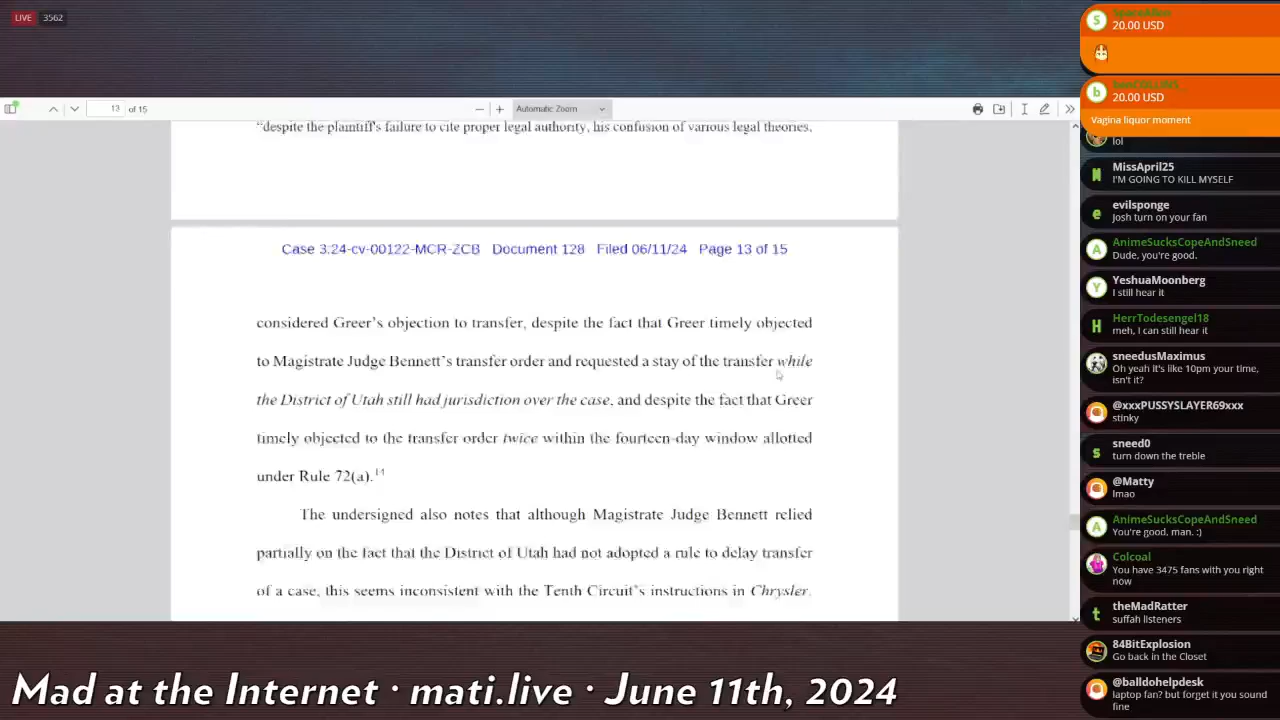 LIVE 3562
13 of 15
Automatic Zoom
"despite the plaintiff's failure to cite proper legal authority, his confusion of various legal theories,
Case 3:24-cv-00122-MCR-ZCB Document 128 Filed 06/11/24 Page 13 of 15
considered Greer's objection to transfer, despite the fact that Greer timely objected
to Magistrate Judge Bennett's transfer order and requested a stay of the transfer while
the District of Utah still had jurisdiction over the case, and despite the fact that Greer
timely objected to the transfer order twice within the fourteen-day window allotted
under Rule 72(a).14
The undersigned also notes that although Magistrate Judge Bennett relied
partially on the fact that the District of Utah had not adopted a rule to delay transfer
of a case, this seems inconsistent with the Tenth Circuit's instructions in Chrysler.
S
20.00 USD
b
benCOLLINS
20.00 USD
Vagina liquor moment
lol
MissApril25
I'M GOING TO KILL MYSELF
e
evilsponge
Josh turn on your fan
A
AnimeSucksCopeAndSneed
Dude, you're good.
Y
YeshuaMoonberg
I still hear it
H
HerrTodesengel18
meh, I can still hear it
sneedusMaximus
Oh yeah it's like 10pm your time,
isn't it?
@xxxPUSSYSLAYER69xxx
stinky
s
sneed0
turn down the treble
@Matty
lmao
A
AnimeSucksCopeAndSneed
You're good, man. :)
Colcoal
You have 3475 fans with you right
now
t
theMadRatter
suffah listeners
84BitExplosion
Go back in the Closet
@balldohelpdesk
laptop fan? but forget it you sound
fine
Mad at the Internet · mati.live · June 11th, 2024